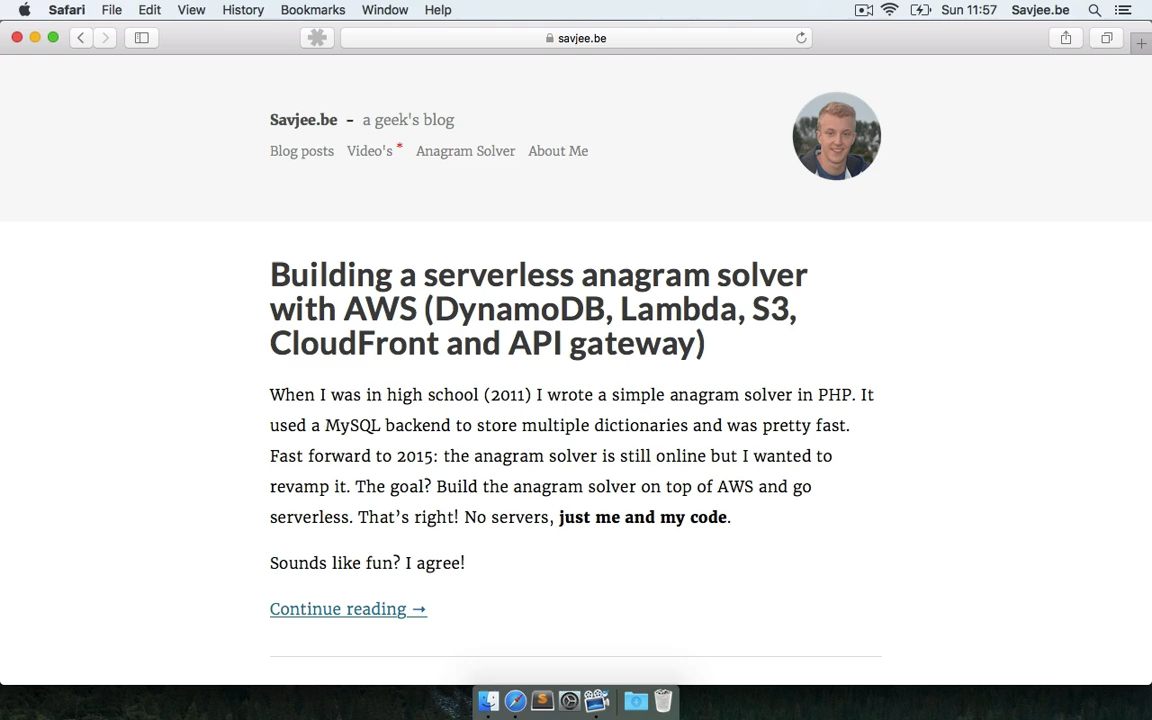 Safari File Edit View History Bookmarks Window Help Sun 11:57 Savjee.be
savjee.be
Savjee.be - a geek's blog
Blog posts Video's * Anagram Solver About Me
Building a serverless anagram solver
with AWS (DynamoDB, Lambda, S3,
CloudFront and API gateway)
When I was in high school (2011) I wrote a simple anagram solver in PHP. It
used a MySQL backend to store multiple dictionaries and was pretty fast.
Fast forward to 2015: the anagram solver is still online but I wanted to
revamp it. The goal? Build the anagram solver on top of AWS and go
serverless. That's right! No servers, just me and my code.
Sounds like fun? I agree!
Continue reading →